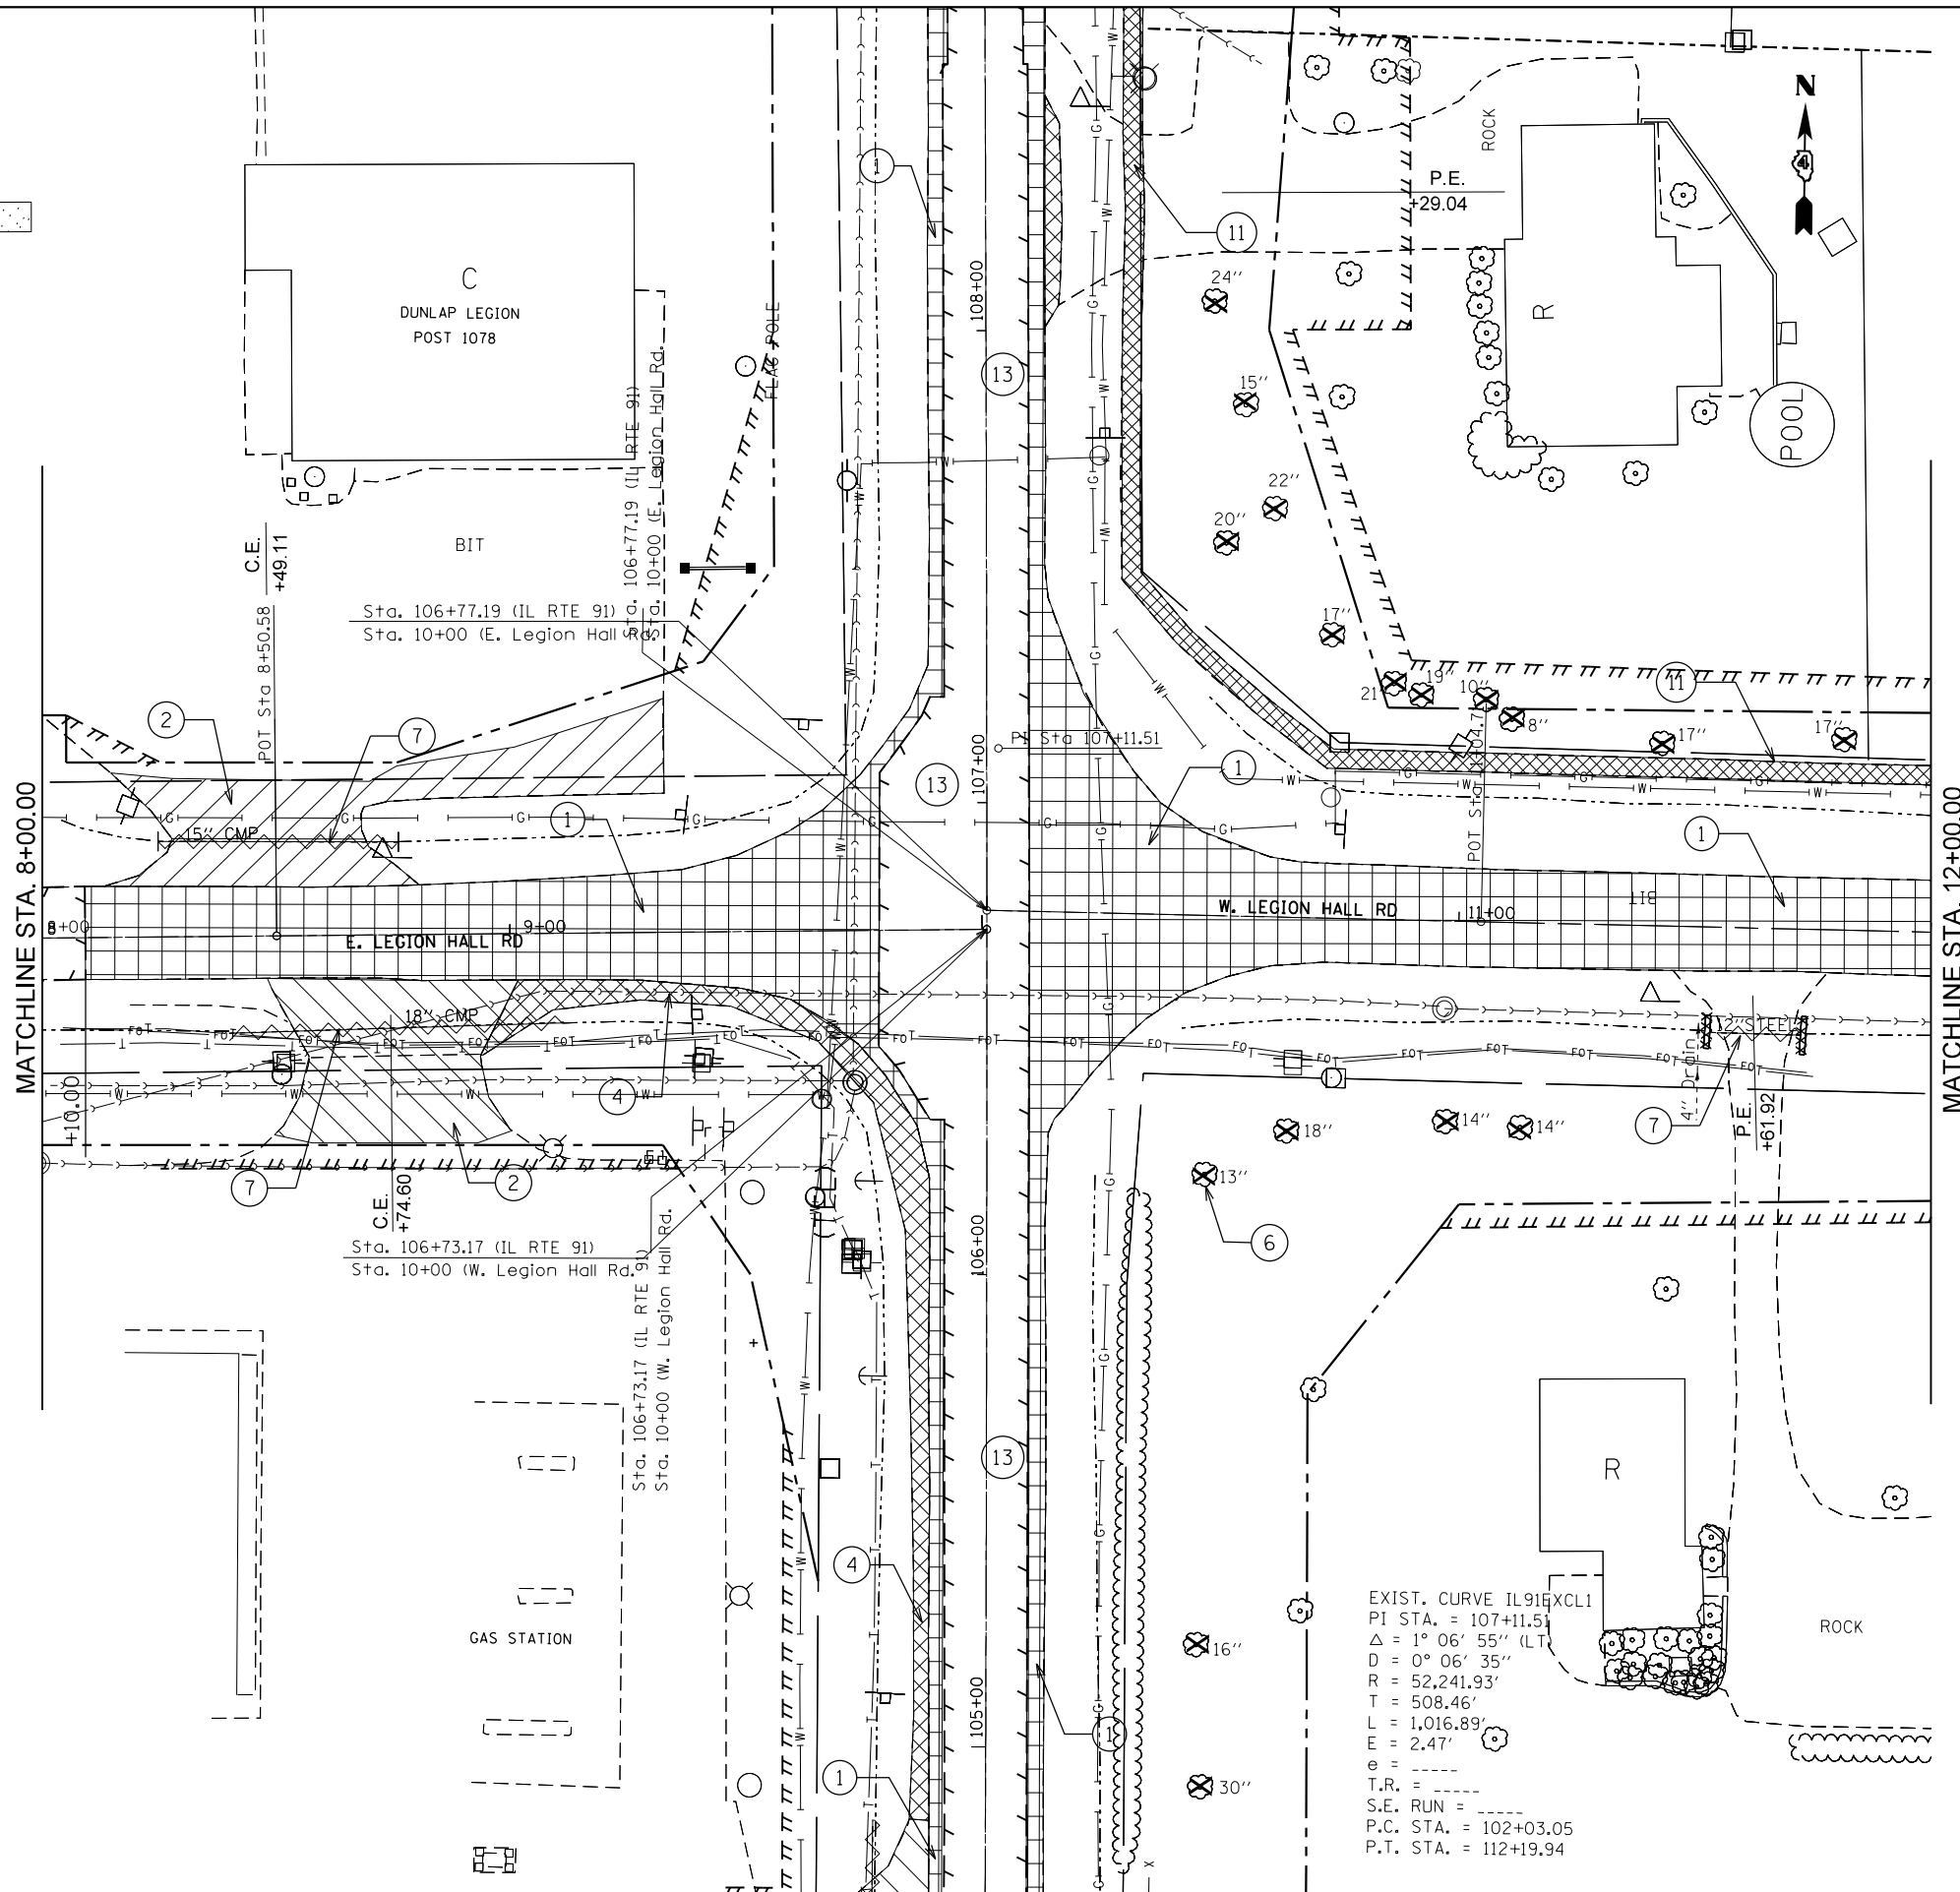 N
4
P.E.
+29.04
ROCK
1
11
24''
C
DUNLAP LEGION
POST 1078
FLAG POLE
108+00
13
R
15''
POOL
22''
20''
BIT
C.E.
+49.11
POT Sta 8+50.58
Sta. 106+77.19 (IL RTE 91)
Sta. 10+00 (E. Legion Hall Rd.
Sta. 106+77.19 (IL RTE 91)
Sta. 10+00 (E. Legion Hall Rd.
17''
21''
19''
10''
8''
11
17''
17''
2
7
107+00
PI Sta 107+11.51
13
1
1
1
15'' CMP
MATCHLINE STA. 8+00.00
MATCHLINE STA. 12+00.00
8+00
9+00
E. LEGION HALL RD
W. LEGION HALL RD
11+00
BIT
18'' CMP
12'' STEEL
4'' Drain
P.E.
+61.92
+10.00
4
7
18''
14''
14''
7
2
C.E.
+74.60
13''
6
Sta. 106+73.17 (IL RTE 91)
Sta. 10+00 (W. Legion Hall Rd.
Sta. 106+73.17 (IL RTE 91)
Sta. 10+00 (W. Legion Hall Rd.
106+00
13
R
4
GAS STATION
16''
105+00
1
1
30''
ROCK
EXIST. CURVE IL91EXCL1
PI STA. = 107+11.51
Δ = 1° 06' 55'' (LT)
D = 0° 06' 35''
R = 52,241.93'
T = 508.46'
L = 1,016.89'
E = 2.47'
e = _____
T.R. = _____
S.E. RUN = _____
P.C. STA. = 102+03.05
P.T. STA. = 112+19.94